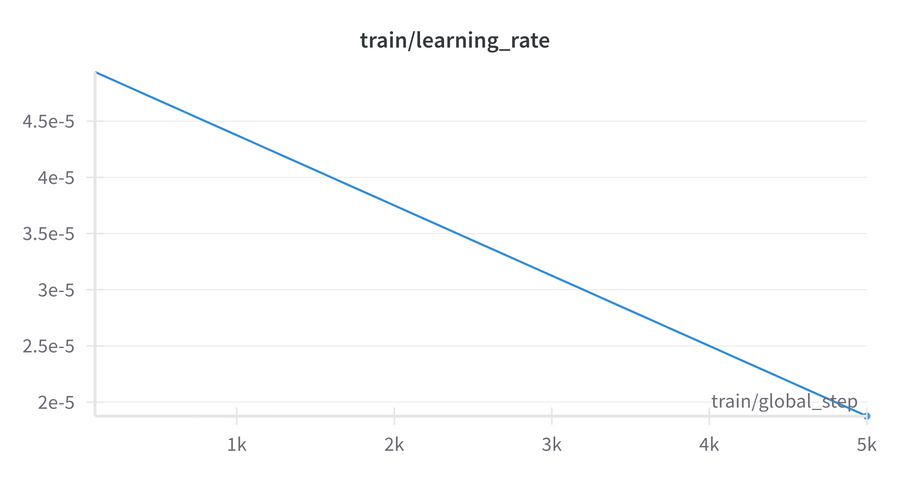 train/learning_rate
4.5e-5
4e-5
3.5e-5
3e-5
2.5e-5
2e-5
train/global_step
1k 2k 3k 4k 5k